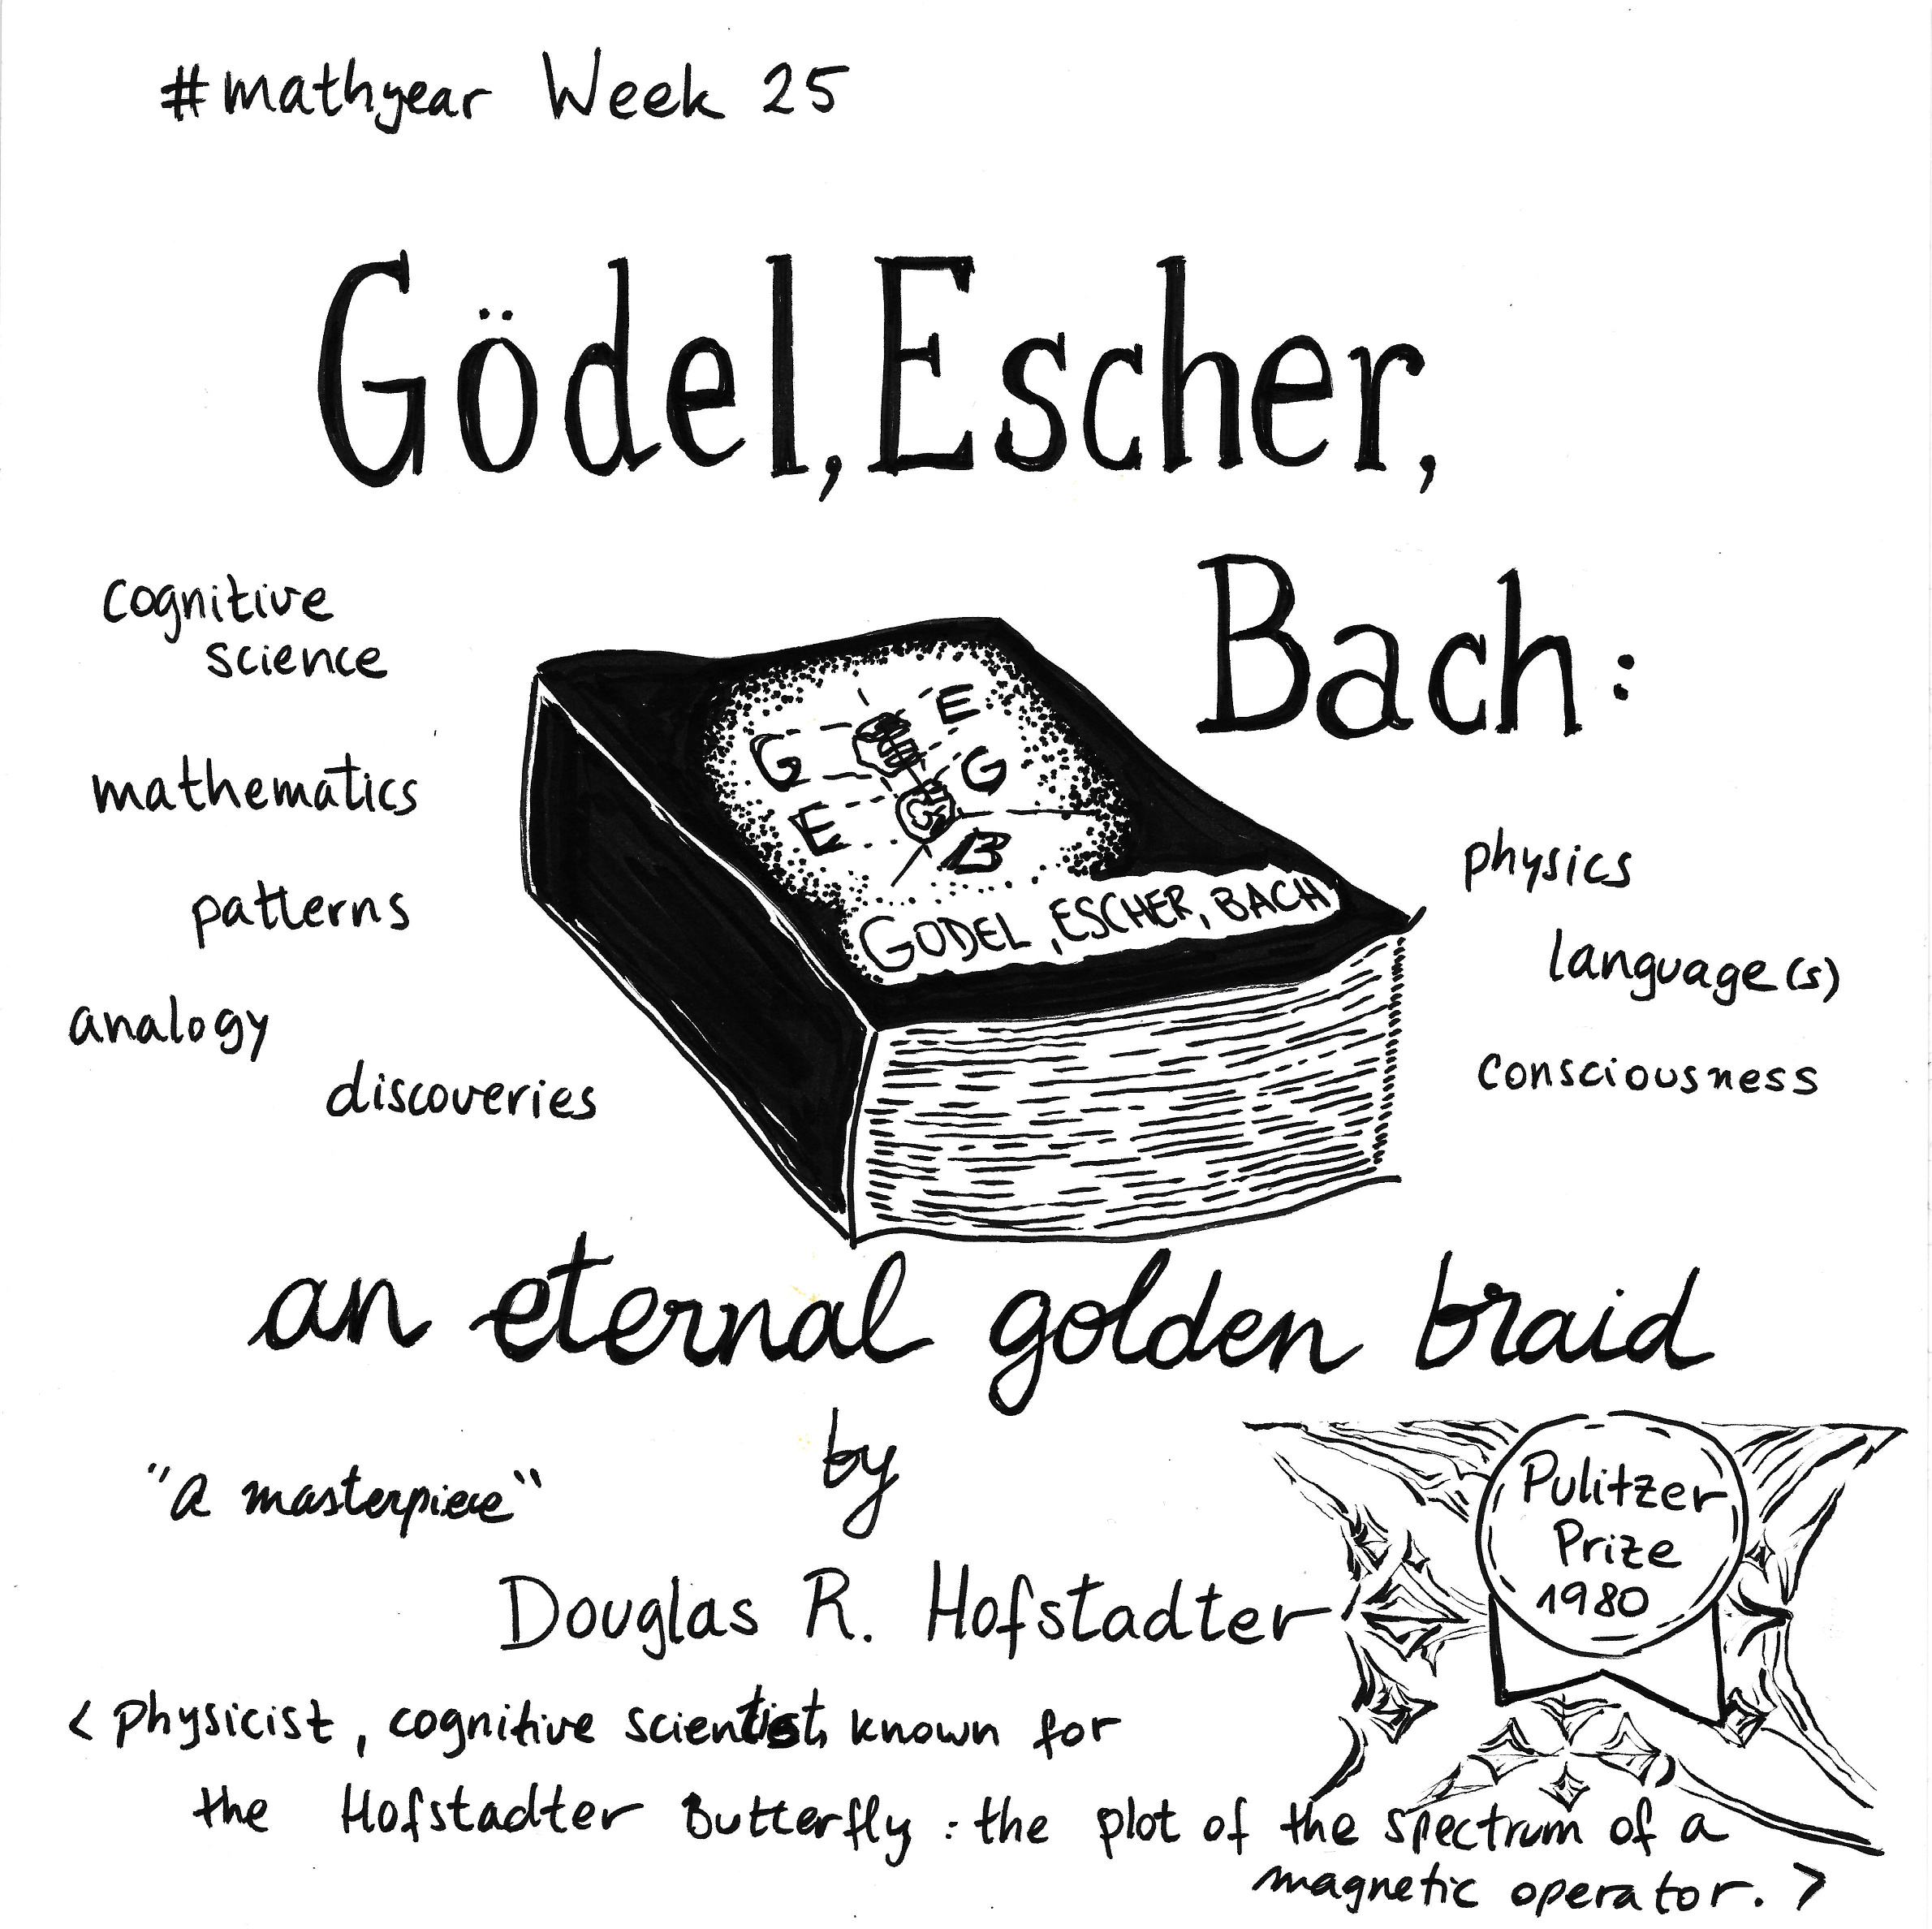 #mathyear Week 25
Gödel, Escher,
Bach:
cognitive
science
mathematics
patterns
analogy
discoveries
G E
G
E
B
GODEL, ESCHER, BACH
physics
language(s)
consciousness
an eternal golden braid
by
"a masterpiece"
Douglas R. Hofstadter
Pulitzer
Prize
1980
< physicist, cognitive scientist, known for
the Hofstadter Butterfly: the plot of the spectrum of a
magnetic operator. >